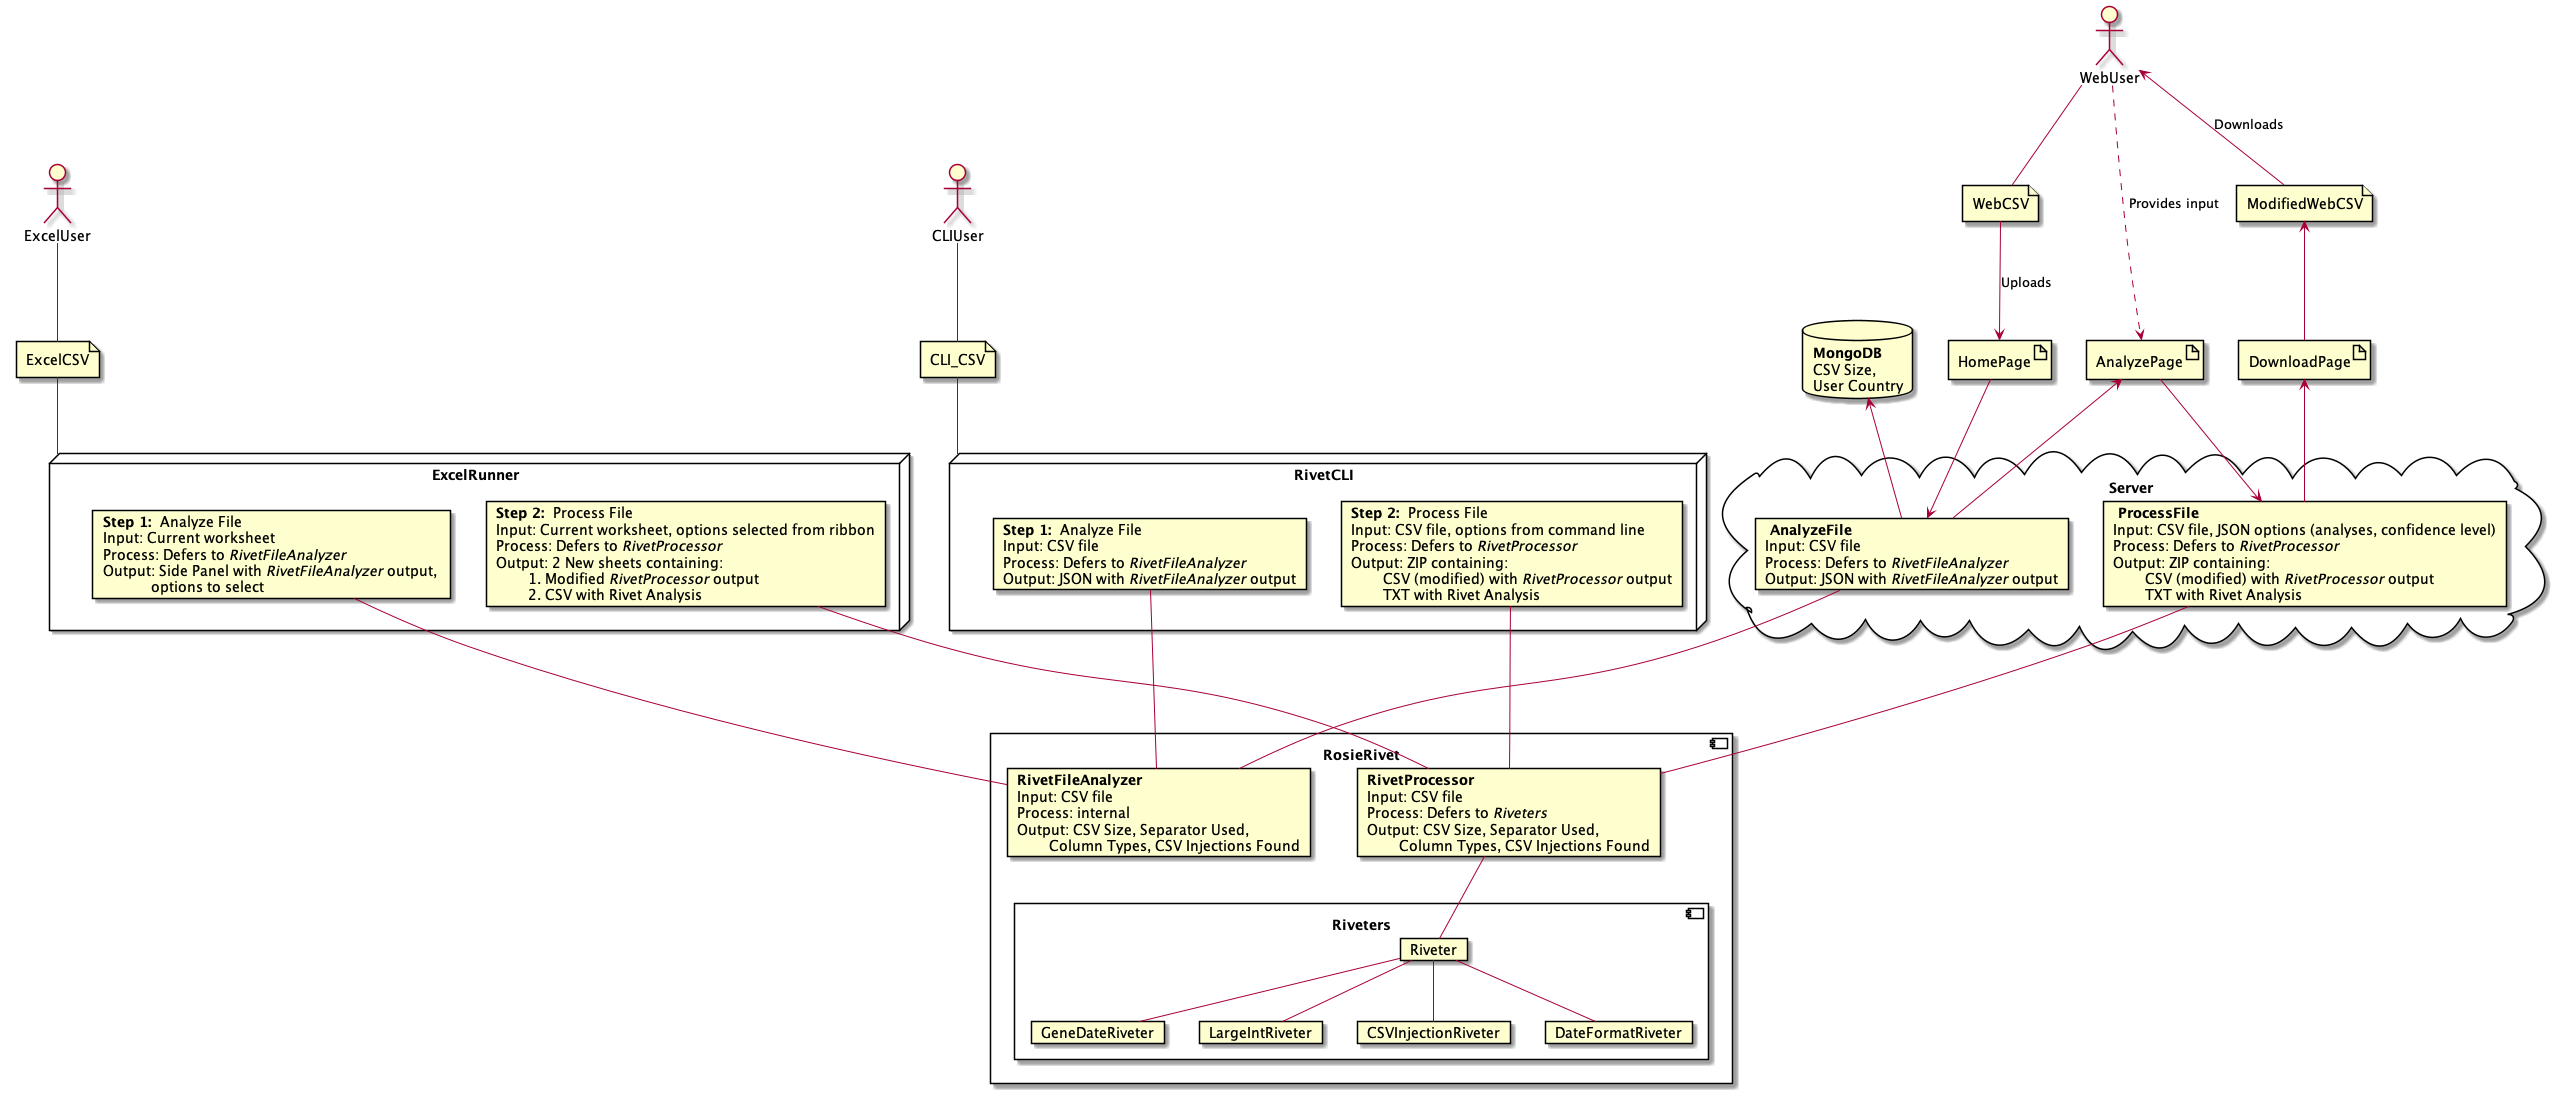 WebUser
Downloads
ExcelUser
CLIUser
WebCSV
Provides input
ModifiedWebCSV
Uploads
ExcelCSV
CLI_CSV
MongoDB
CSV Size,
User Country
HomePage
AnalyzePage
DownloadPage
ExcelRunner
Step 1:  Analyze File
Input: Current worksheet
Process: Defers to RivetFileAnalyzer
Output: Side Panel with RivetFileAnalyzer output,
options to select
Step 2:  Process File
Input: Current worksheet, options selected from ribbon
Process: Defers to RivetProcessor
Output: 2 New sheets containing:
1. Modified RivetProcessor output
2. CSV with Rivet Analysis
RivetCLI
Step 1:  Analyze File
Input: CSV file
Process: Defers to RivetFileAnalyzer
Output: JSON with RivetFileAnalyzer output
Step 2:  Process File
Input: CSV file, options from command line
Process: Defers to RivetProcessor
Output: ZIP containing:
CSV (modified) with RivetProcessor output
TXT with Rivet Analysis
Server
AnalyzeFile
Input: CSV file
Process: Defers to RivetFileAnalyzer
Output: JSON with RivetFileAnalyzer output
ProcessFile
Input: CSV file, JSON options (analyses, confidence level)
Process: Defers to RivetProcessor
Output: ZIP containing:
CSV (modified) with RivetProcessor output
TXT with Rivet Analysis
RosieRivet
RivetFileAnalyzer
Input: CSV file
Process: internal
Output: CSV Size, Separator Used,
Column Types, CSV Injections Found
RivetProcessor
Input: CSV file
Process: Defers to Riveters
Output: CSV Size, Separator Used,
Column Types, CSV Injections Found
Riveters
Riveter
GeneDateRiveter
LargeIntRiveter
CSVInjectionRiveter
DateFormatRiveter